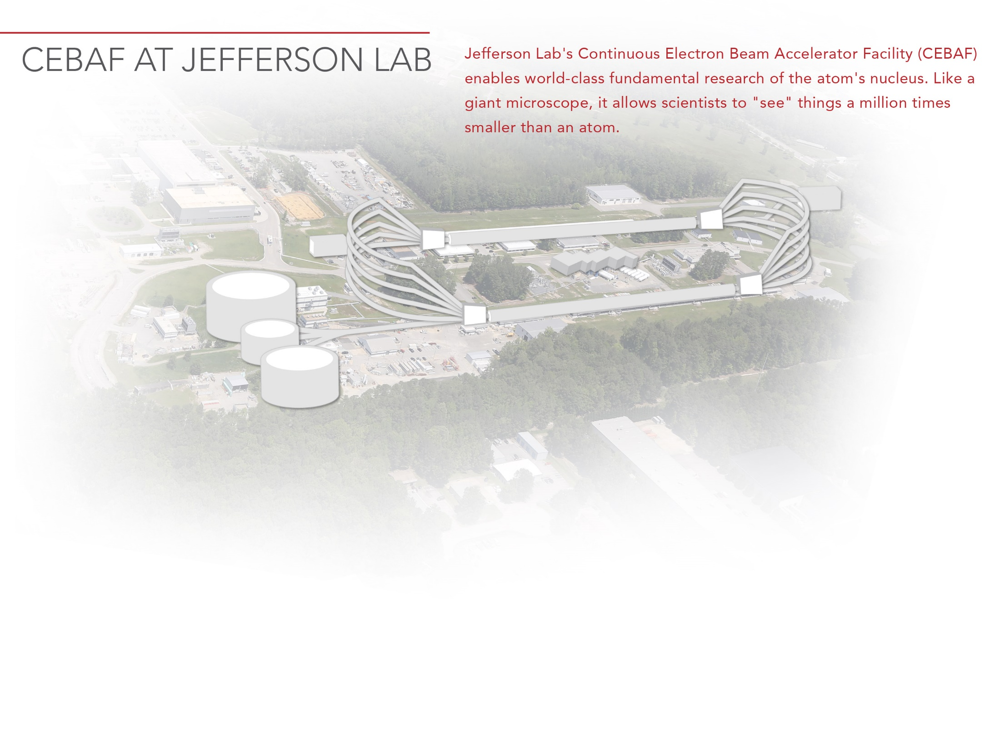 CEBAF AT JEFFERSON LAB
Jefferson Lab's Continuous Electron Beam Accelerator Facility (CEBAF)
enables world-class fundamental research of the atom's nucleus. Like a
giant microscope, it allows scientists to "see" things a million times
smaller than an atom.